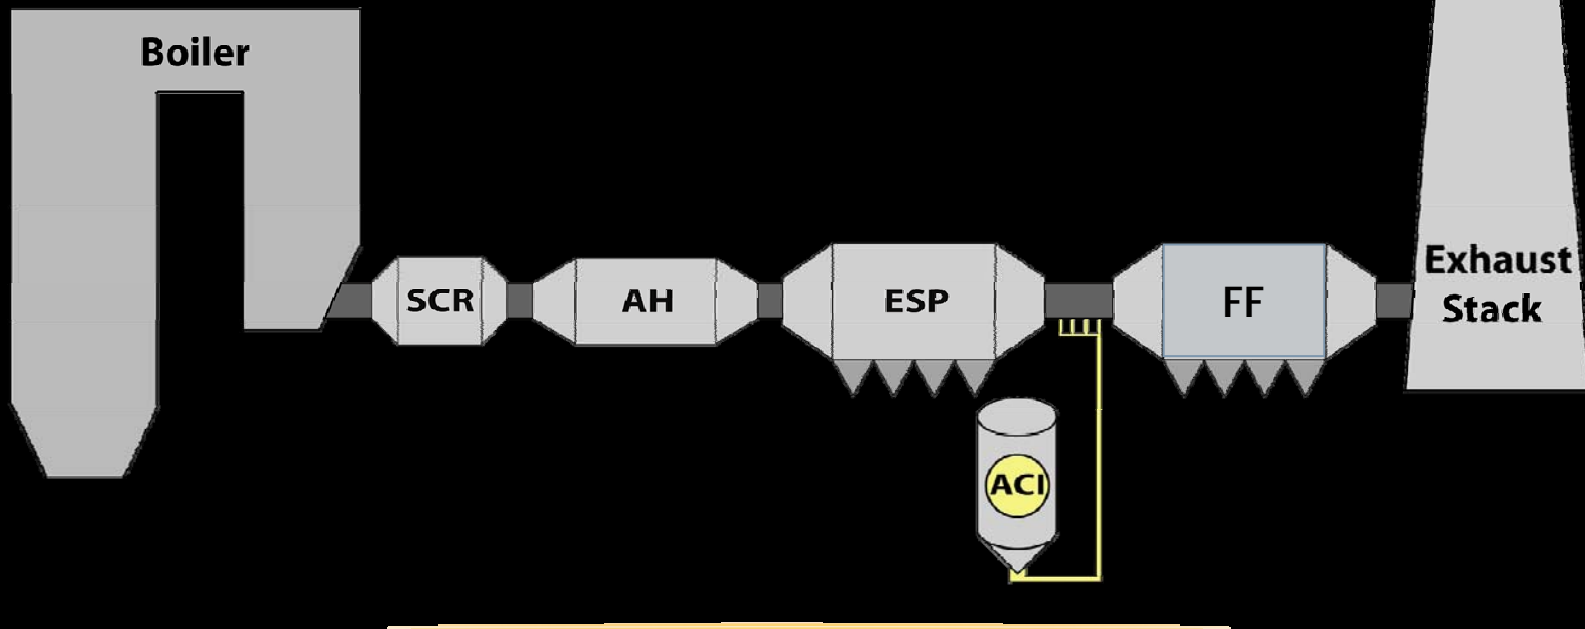 Boiler
SCR
AH
ESP
FF
Exhaust
Stack
ACI